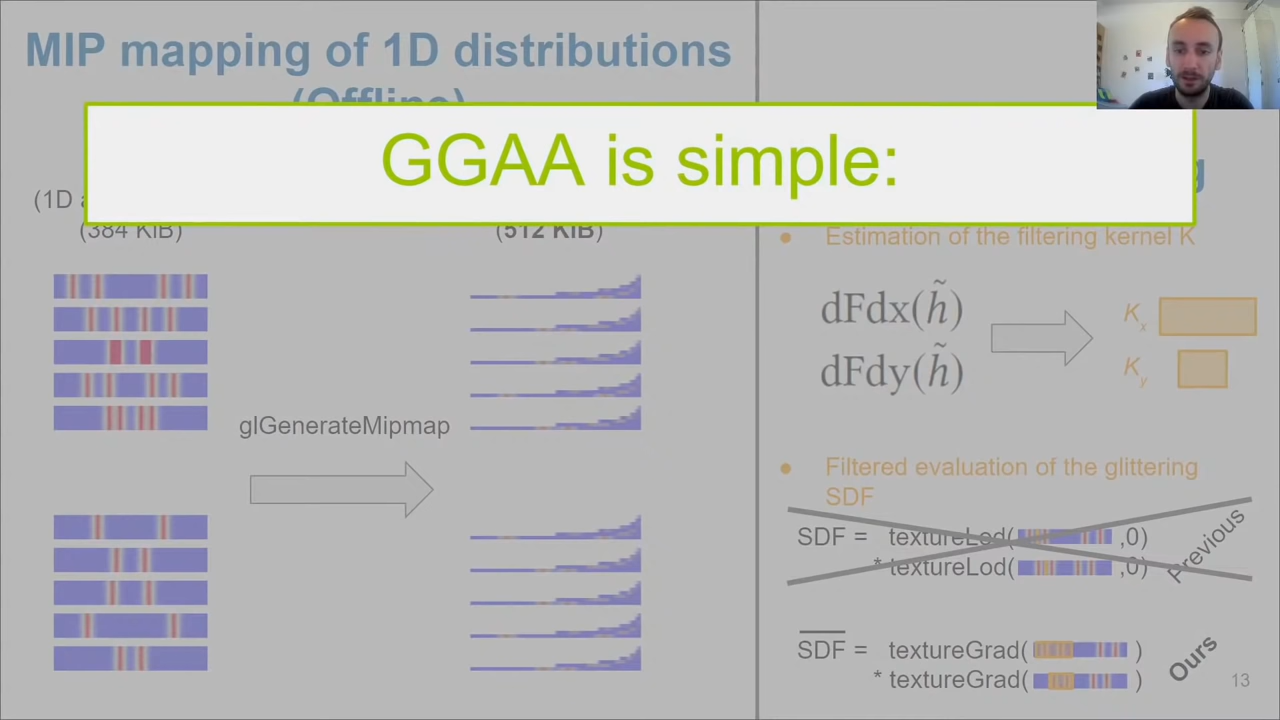 MIP mapping of 1D distributions
(Offline)
GGAA is simple:
(1D
(384 KiB)
(512 KiB)
glGenerateMipmap
Estimation of the filtering kernel K
dFdx(h̃)
dFdy(h̃)
Kx
Ky
Filtered evaluation of the glittering
SDF
SDF = textureLod( ,0)
* textureLod( ,0)
Previous
SDF = textureGrad( )
* textureGrad( )
Ours
13